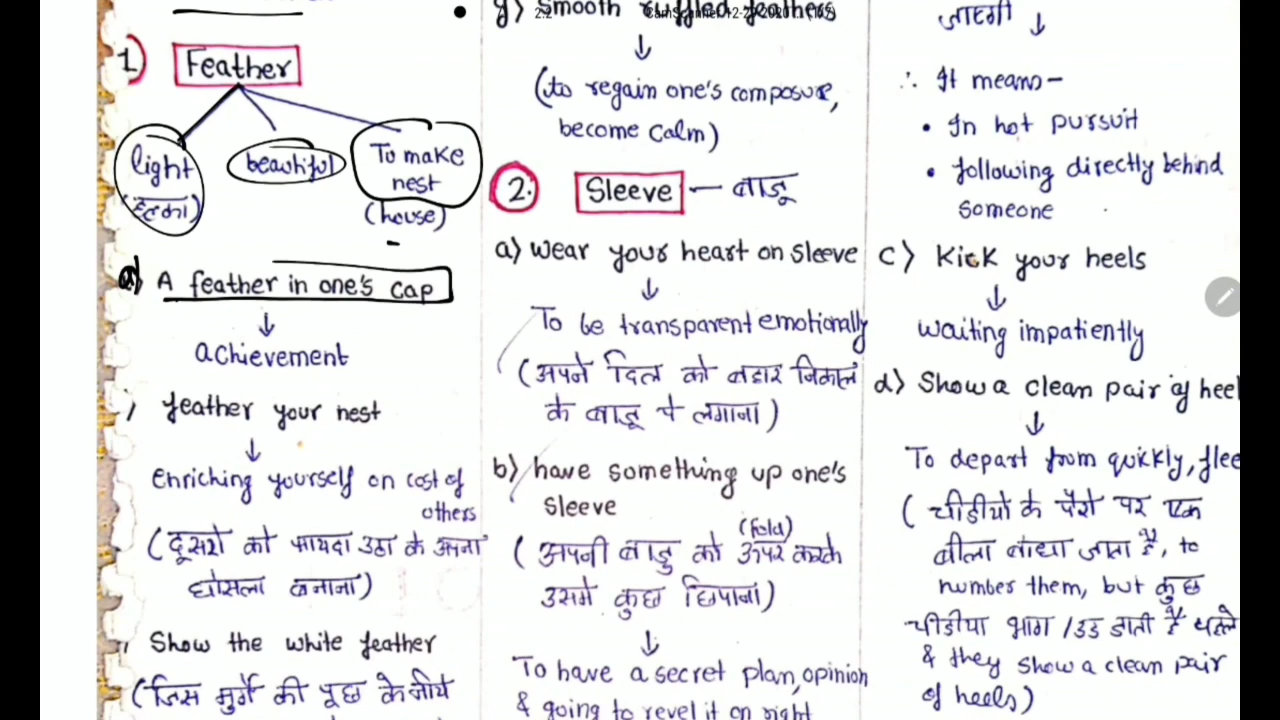 1) Feather
light
(हल्का)
beautiful
To make
nest
(house)
a) A feather in one's cap
↓
achievement
feather your nest
↓
Enriching yourself on cost of
others
(दूसरो को फायदा उठा के अपना
घोसला बनाना)
Show the white feather
(जिस मुर्गे की पूछ के नीचे
g) Smooth ruffled feathers
↓
(to regain one's composure,
become calm)
2. Sleeve — बाजू
a) Wear your heart on sleeve
↓
To be transparent emotionally
(अपने दिल को बहार निकाल
के बाजू पे लगाना)
b) have something up one's
sleeve
(fold)
(अपनी बाजु को ऊपर करके
उसमे कुछ छिपाना)
↓
To have a secret plan, opinion
& going to revel it on right
जाएगी ↓
∴ It means—
• In hot pursuit
• following directly behind
someone
c) Kick your heels
↓
waiting impatiently
d) Show a clean pair of heel
↓
To depart from quickly, flee
(चीडीयो के पैरो पर एक
बीला बांधा जाता है, to
number them, but कुछ
चीडीया भाग/उड जाती है पहले
& they show a clean pair
of heels)